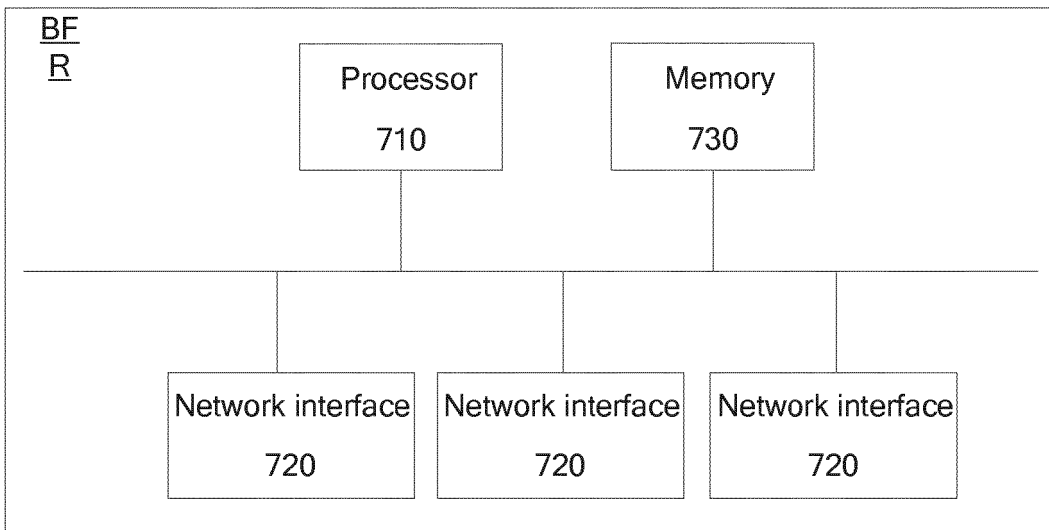 BF
R
Processor
710
Memory
730
Network interface
720
Network interface
720
Network interface
720